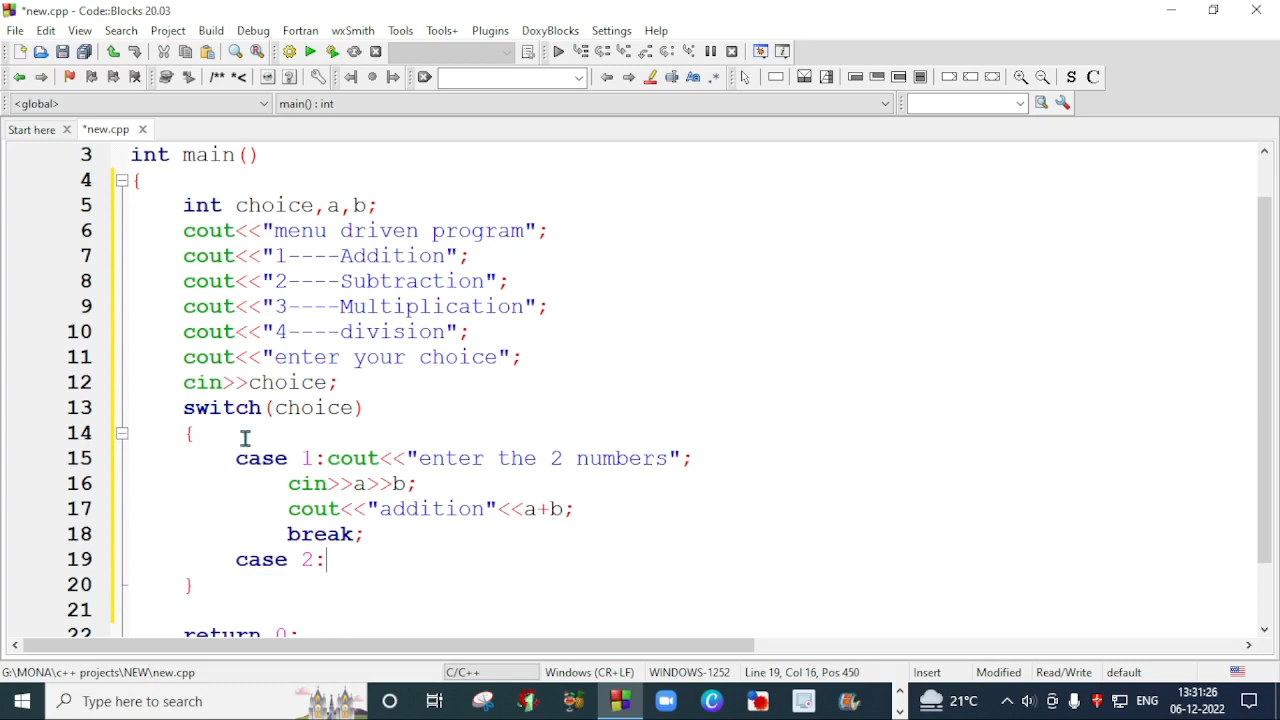 *new.cpp - Code::Blocks 20.03
File Edit View Search Project Build Debug Fortran wxSmith Tools Tools+ Plugins DoxyBlocks Settings Help
/** *< S C
<global> main() : int
Start here *new.cpp
3 int main()
4 {
5 int choice,a,b;
6 cout<<"menu driven program";
7 cout<<"1----Addition";
8 cout<<"2----Subtraction";
9 cout<<"3----Multiplication";
10 cout<<"4----division";
11 cout<<"enter your choice";
12 cin>>choice;
13 switch(choice)
14 {
15 case 1:cout<<"enter the 2 numbers";
16 cin>>a>>b;
17 cout<<"addition"<<a+b;
18 break;
19 case 2:
20 }
21
22 return 0;
G:\MONA\c++ projects\NEW\new.cpp C/C++ Windows (CR+LF) WINDOWS-1252 Line 19, Col 16, Pos 450 Insert Modified Read/Write default
Type here to search 21°C ENG 13:31:26
06-12-2022